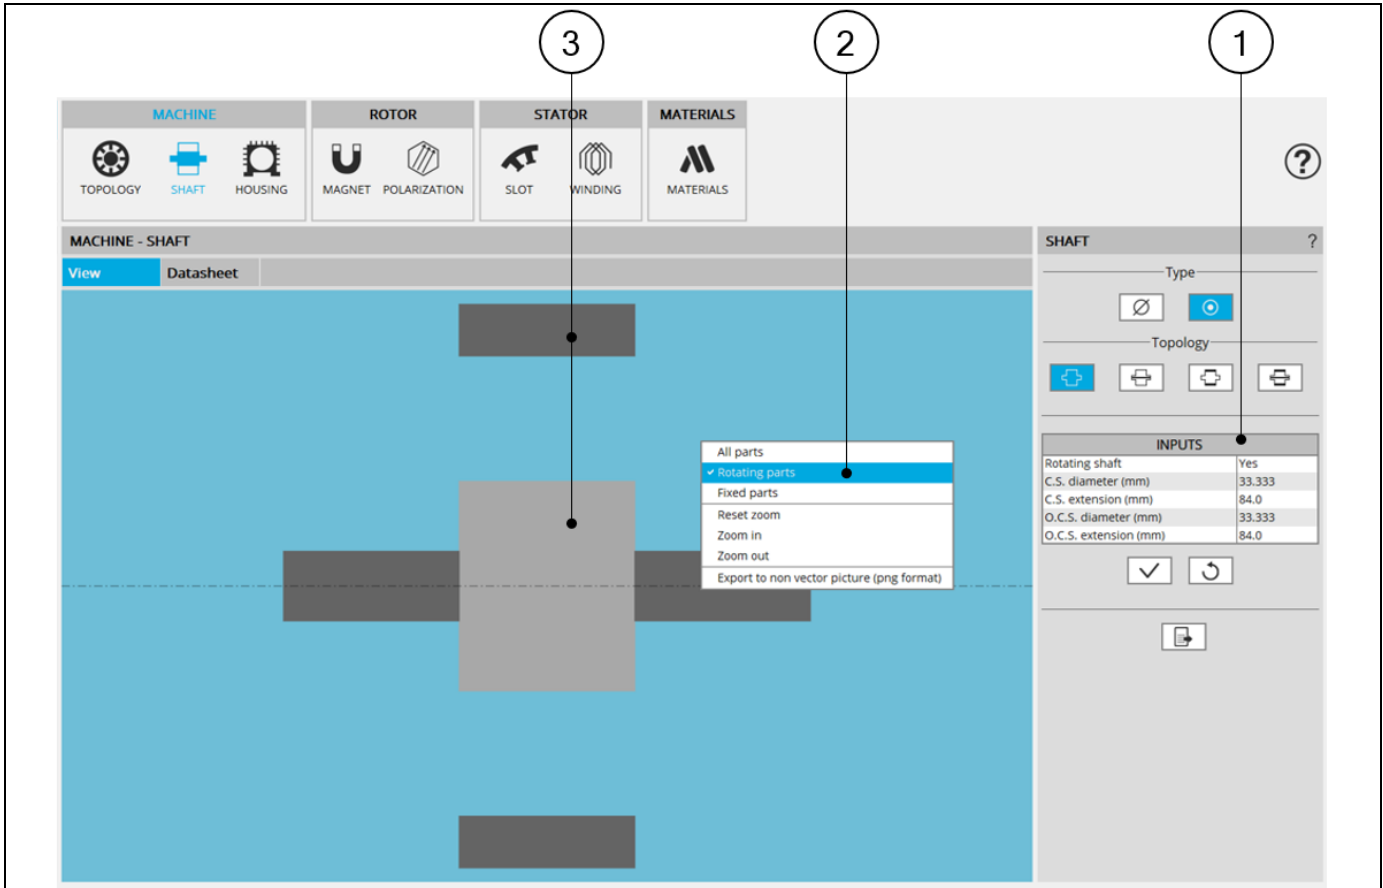 3 2 1
MACHINE ROTOR STATOR MATERIALS
TOPOLOGY SHAFT HOUSING MAGNET POLARIZATION SLOT WINDING MATERIALS
?
MACHINE - SHAFT
View Datasheet
All parts
Rotating parts
Fixed parts
Reset zoom
Zoom in
Zoom out
Export to non vector picture (png format)
SHAFT ?
Type
Topology
INPUTS
Rotating shaft Yes
C.S. diameter (mm) 33.333
C.S. extension (mm) 84.0
O.C.S. diameter (mm) 33.333
O.C.S. extension (mm) 84.0